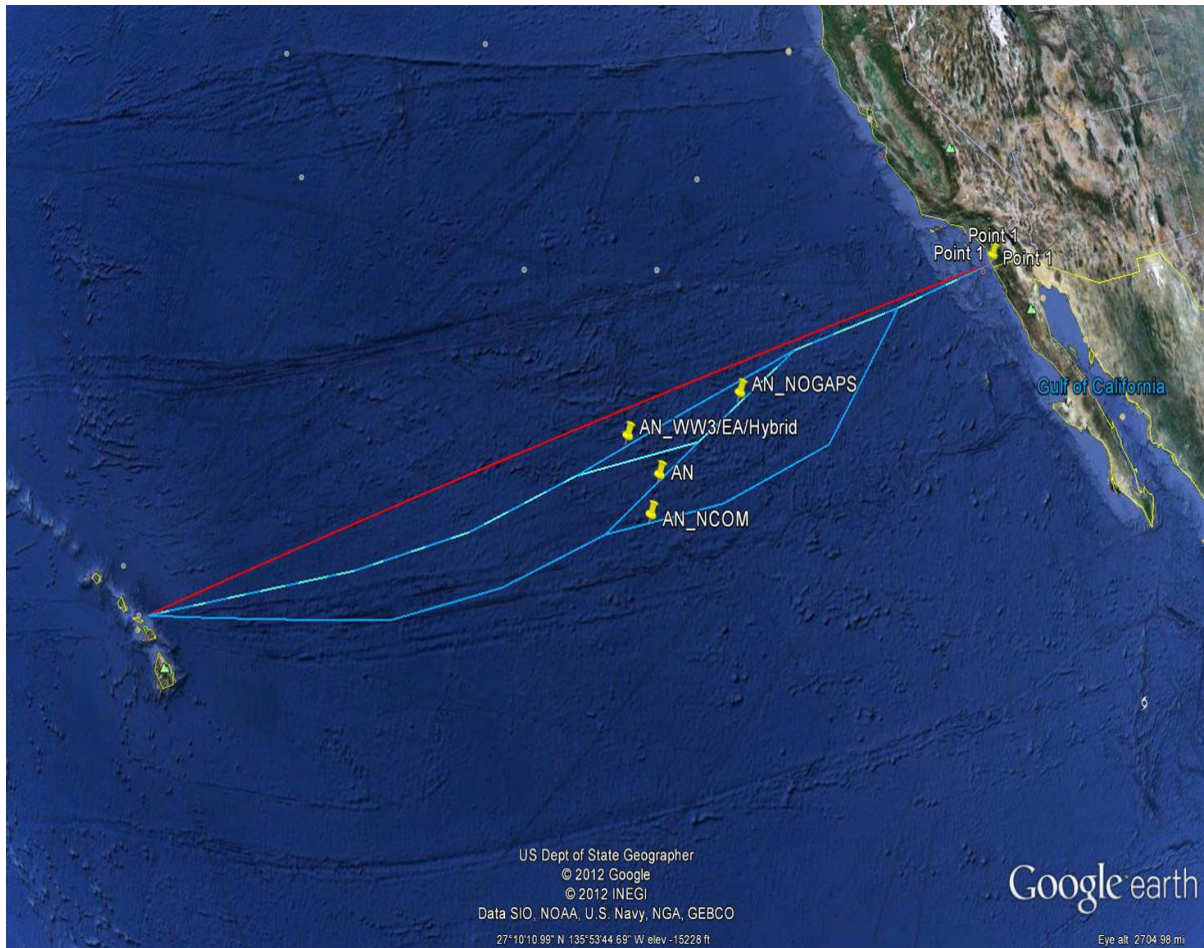 Point 1
Point 1
Point 1
Gulf of California
AN_NOGAPS
AN_WW3/EA/Hybrid
AN
AN_NCOM
US Dept of State Geographer
© 2012 Google
© 2012 INEGI
Data SIO, NOAA, U.S. Navy, NGA, GEBCO
Google earth
27°10'10.99" N 135°53'44.69" W elev -15228 ft
Eye alt 2704.98 mi